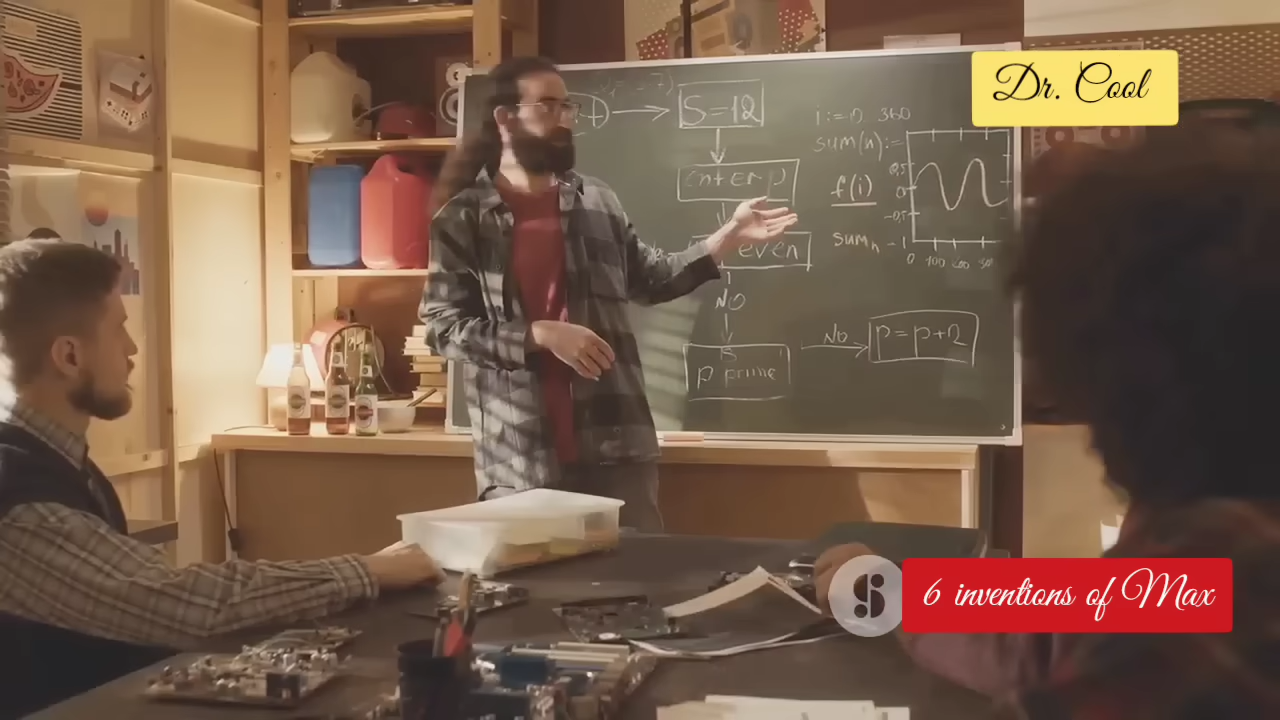 Dr. Cool
S=12
i:=0..360
sum(n):=
enter p
f(i)
0,5
0
-0,5
even
sumn
-1
0 100 200
NO
NO
p=p+2
p prime
6 inventions of Max